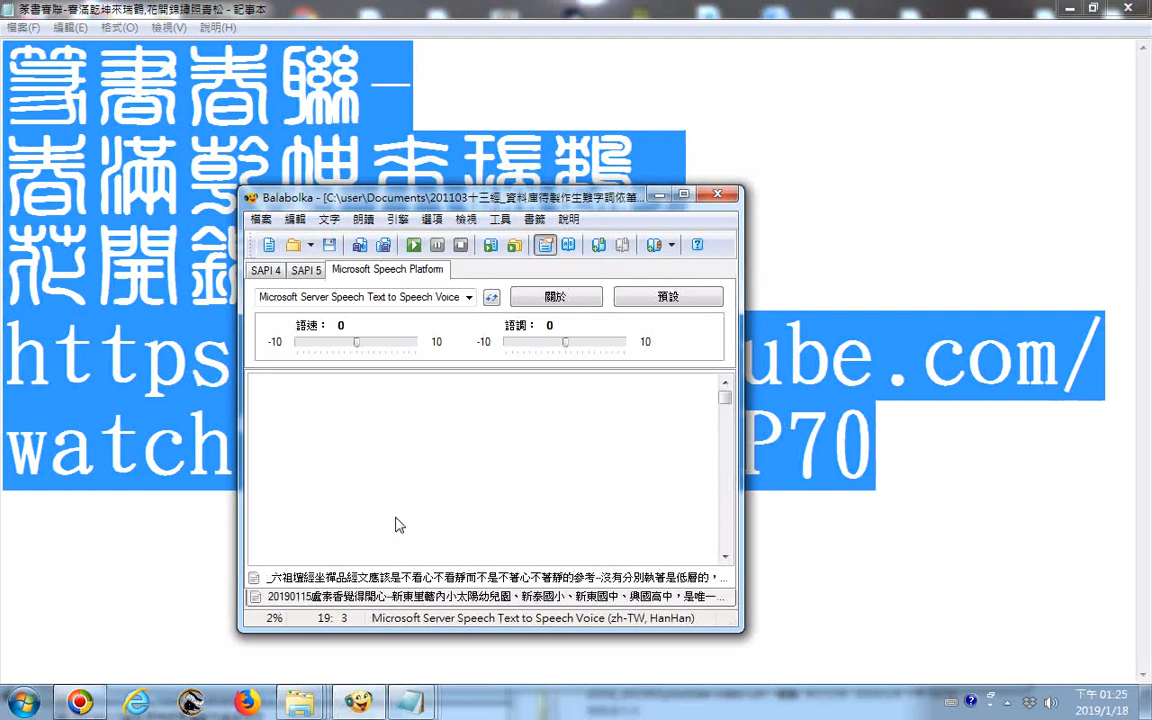 篆書春聯-春滿乾坤來瑞鶴,花開錦繡照青松 - 記事本
檔案(F) 編輯(E) 格式(O) 檢視(V) 說明(H)
篆書春聯-
春滿乾坤來瑞鶴
花開錦
https
ube.com/
watch
P70
Balabolka - [C:\user\Documents\201103十三經_資料庫待製作生難字詞依筆...
檔案 編輯 文字 朗讀 引擎 選項 檢視 工具 書籤 說明
SAPI 4 SAPI 5 Microsoft Speech Platform
Microsoft Server Speech Text to Speech Voice 關於 預設
語速： 0 語調： 0
-10 10 -10 10
_六祖壇經坐禪品經文應該是不看心不看靜而不是不著心不著靜的參考--沒有分別執著是低層的，...
20190115盧素香覺得開心--新東里轄內小太陽幼兒園、新泰國小、新東國中、興國高中，是唯一...
2% 19: 3 Microsoft Server Speech Text to Speech Voice (zh-TW, HanHan)
下午 01:25
2019/1/18